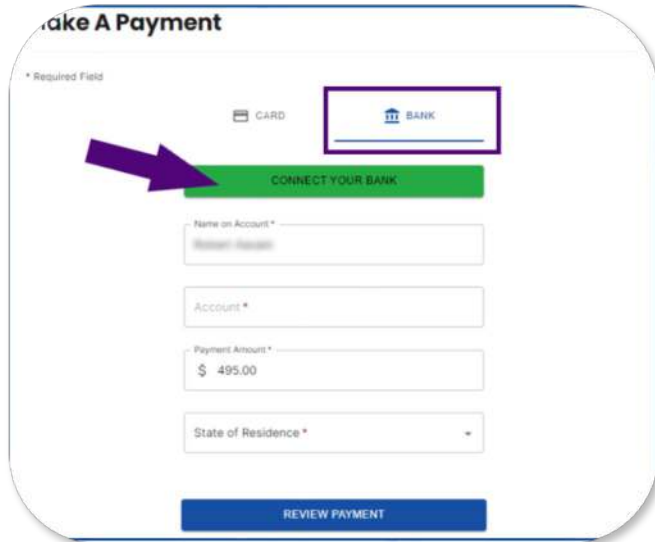 Make A Payment
* Required Field
CARD
BANK
CONNECT YOUR BANK
Name on Account *
Account *
Payment Amount *
$ 495.00
State of Residence *
REVIEW PAYMENT